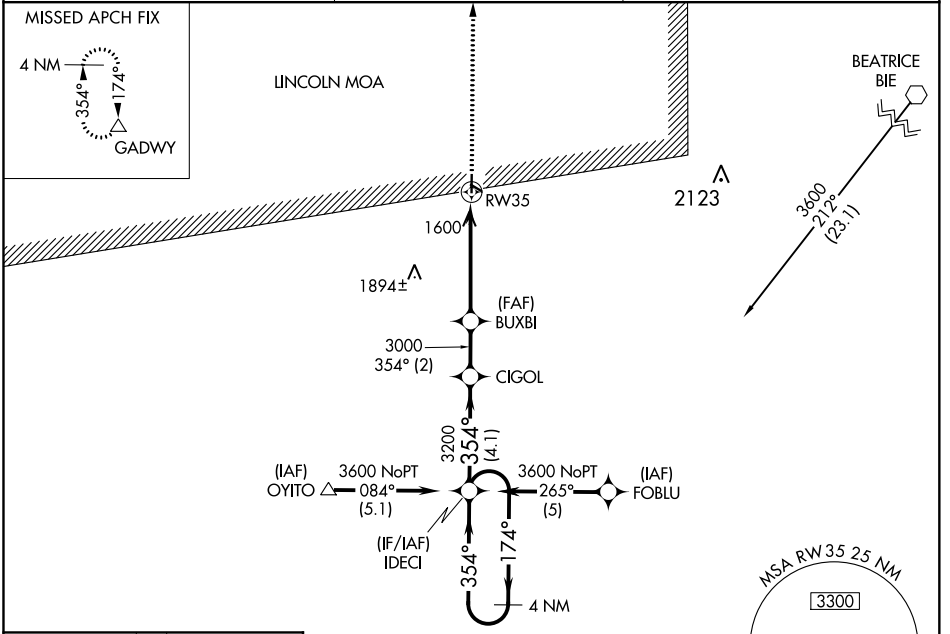 MISSED APCH FIX
4 NM
354°
174°
GADWY
LINCOLN MOA
BEATRICE
BIE
3600
212°
(23.1)
2123
RW35
1600
1894±
(FAF)
BUXBI
3000
354° (2)
CIGOL
3200
354°
(4.1)
(IAF)
OYITO
3600 NoPT
084°
(5.1)
3600 NoPT
265°
(5)
(IAF)
FOBLU
(IF/IAF)
IDECI
354°
174°
4 NM
MSA RW35 25 NM
3300